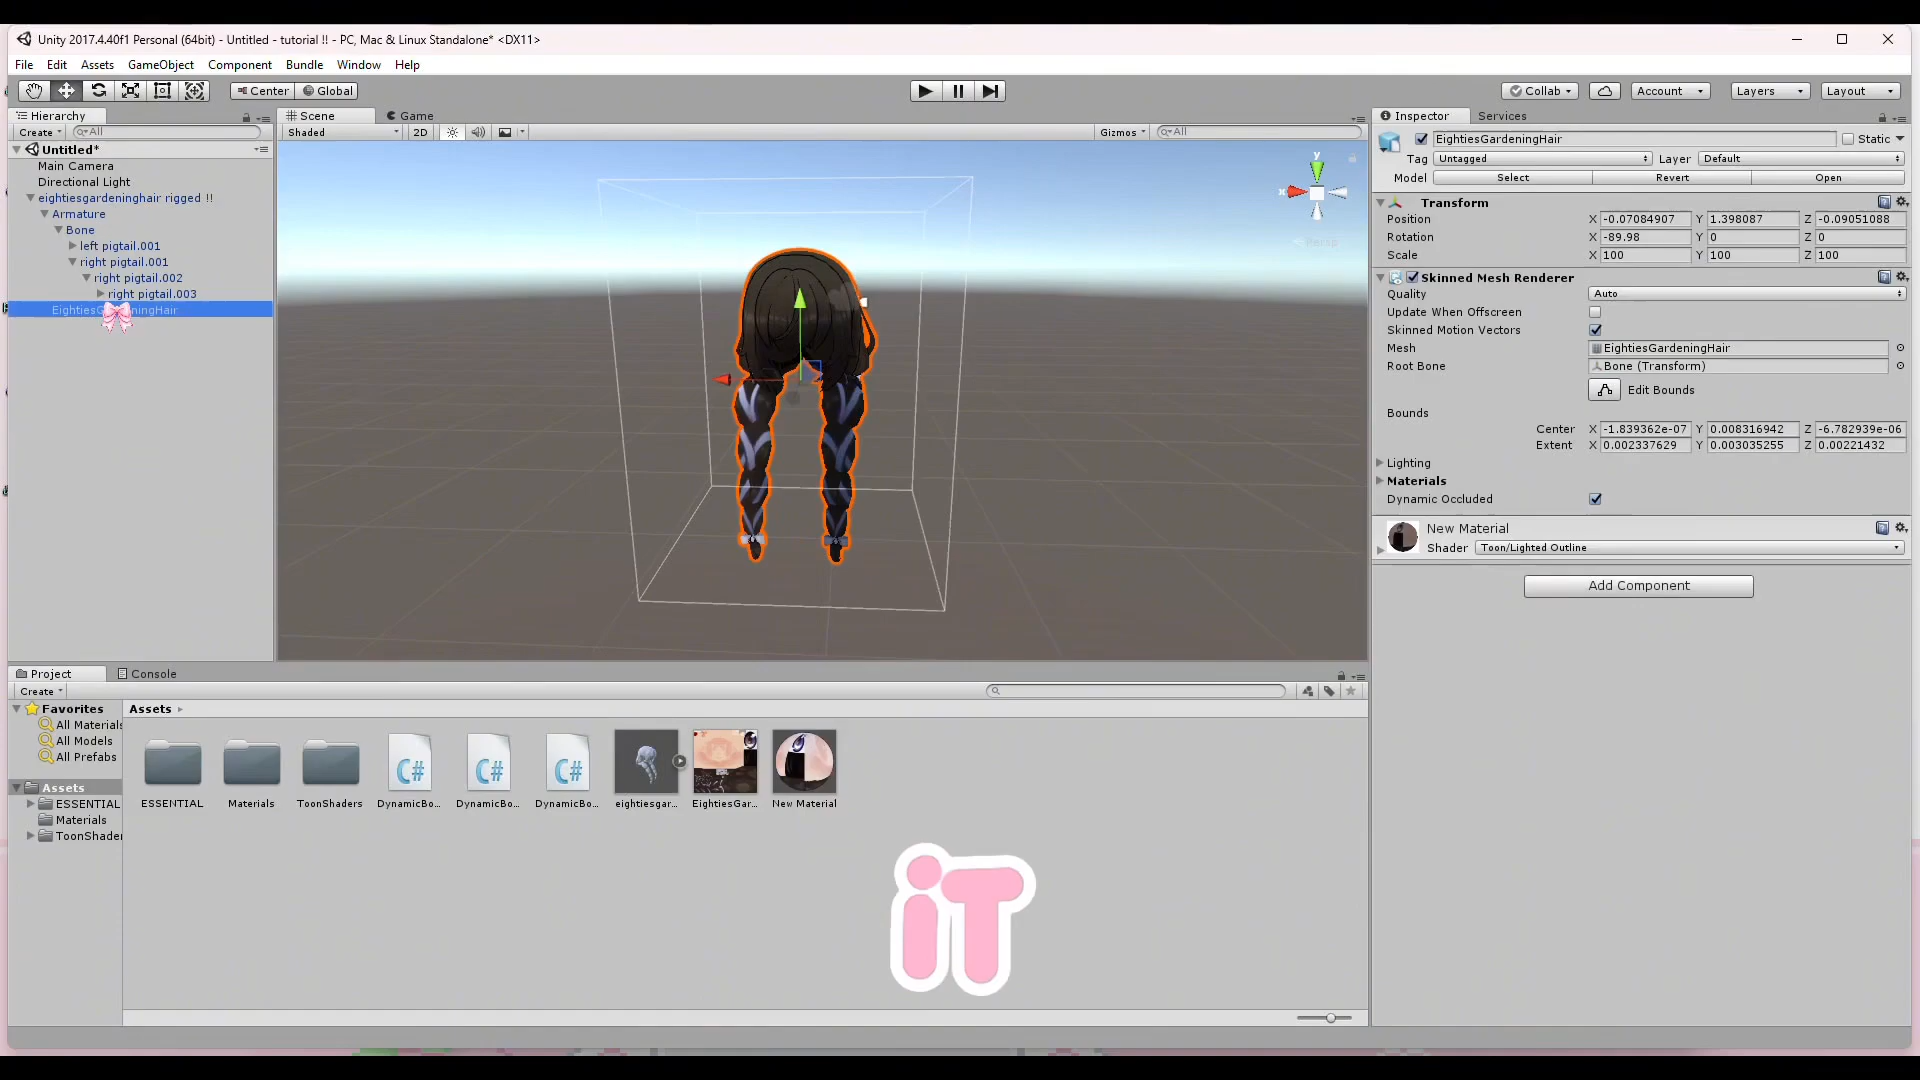 Unity 2017.4.40f1 Personal (64bit) - Untitled - tutorial !! - PC, Mac & Linux Standalone* <DX11>
File Edit Assets GameObject Component Bundle Window Help
Center Global Collab Account Layers Layout
Hierarchy
Create All
Untitled*
Main Camera
Directional Light
eightiesgardeninghair rigged !!
Armature
Bone
left pigtail.001
right pigtail.001
right pigtail.002
right pigtail.003
Scene Game
Shaded 2D Gizmos All
y
x
Persp
Inspector Services
EightiesGardeningHair Static
Tag Untagged Layer Default
Model Select Revert Open
Transform
Position X -0.07084907 Y 1.398087 Z -0.09051088
Rotation X -89.98 Y 0 Z 0
Scale X 100 Y 100 Z 100
Skinned Mesh Renderer
Quality Auto
Update When Offscreen
Skinned Motion Vectors
Mesh EightiesGardeningHair
Root Bone Bone (Transform)
Edit Bounds
Bounds
Center X -1.839362e-07 Y 0.008316942 Z -6.782939e-06
Extent X 0.002337629 Y 0.003035255 Z 0.00221432
Lighting
Materials
Dynamic Occluded
New Material
Shader Toon/Lighted Outline
Add Component
Project Console
Create
Favorites
All Materials
All Models
All Prefabs
Assets
ESSENTIAL
Materials
ToonShader
Assets
ESSENTIAL Materials ToonShaders DynamicBo... DynamicBo... DynamicBo... eightiesgar... EightiesGar... New Material
iT